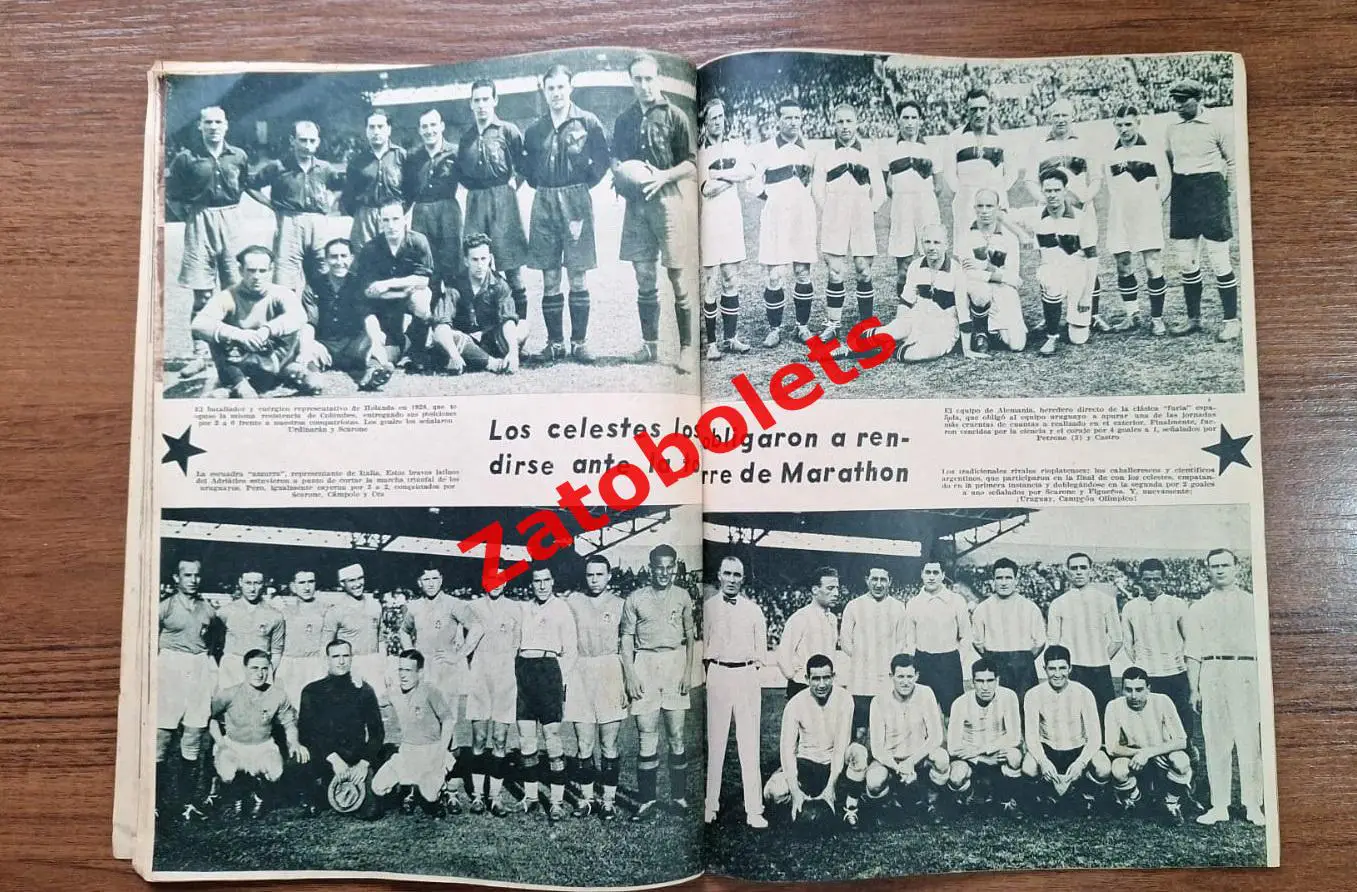 El batallador y enérgico representativo de Holanda en 1928, que le
opuso la misma resistencia de Colombes, entregando sus posiciones
por 2 a 0 frente a nuestros compatriotas. Los goals los señalaron
Urdinarán y Scarone
El equipo de Alemania, heredero directo de la clásica "furia" espa-
ñola, que obligó al equipo uruguayo a apurar una de las jornadas
más cruentas de cuantas a realizado en el exterior. Finalmente, fue-
ron vencidos por la ciencia y el coraje por 4 goales a 1, señalados por
Petrone (3) y Castro
Los celestes los obligaron a ren-
dirse ante la torre de Marathon
La escuadra "azzurra", representante de Italia. Estos bravos latinos
del Adriático estuvieron a punto de cortar la marcha triunfal de los
uruguayos. Pero, igualmente cayeron por 3 a 2, conquistados por
Scarone, Cámpolo y Cea
Los tradicionales rivales rioplatenses: los caballerescos y científicos
argentinos, que participaron en la final de con los celestes, empatan-
do en la primera instancia y doblegándose en la segunda por 2 goales
a uno señalados por Scarone y Figueroa. Y, nuevamente:
¡Uruguay, Campeón Olímpico!
Zatobolets